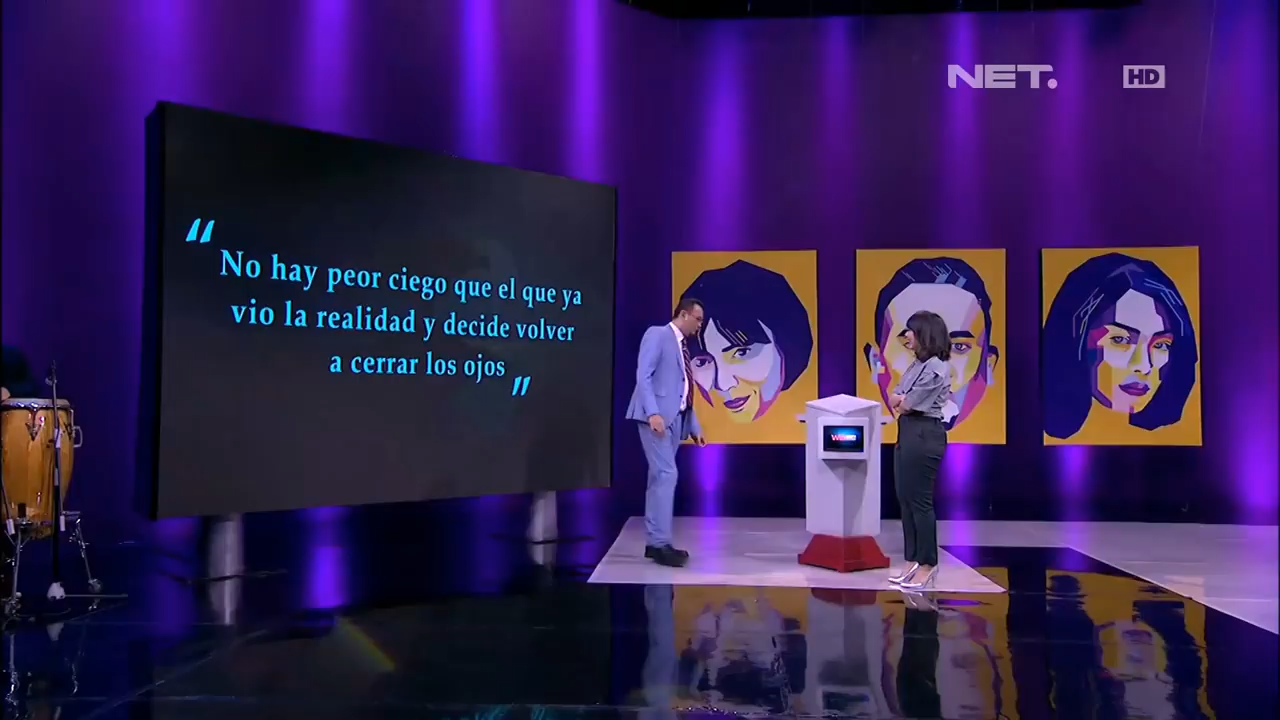 NET.
HD
“
No hay peor ciego que el que ya
vio la realidad y decide volver
a cerrar los ojos
”